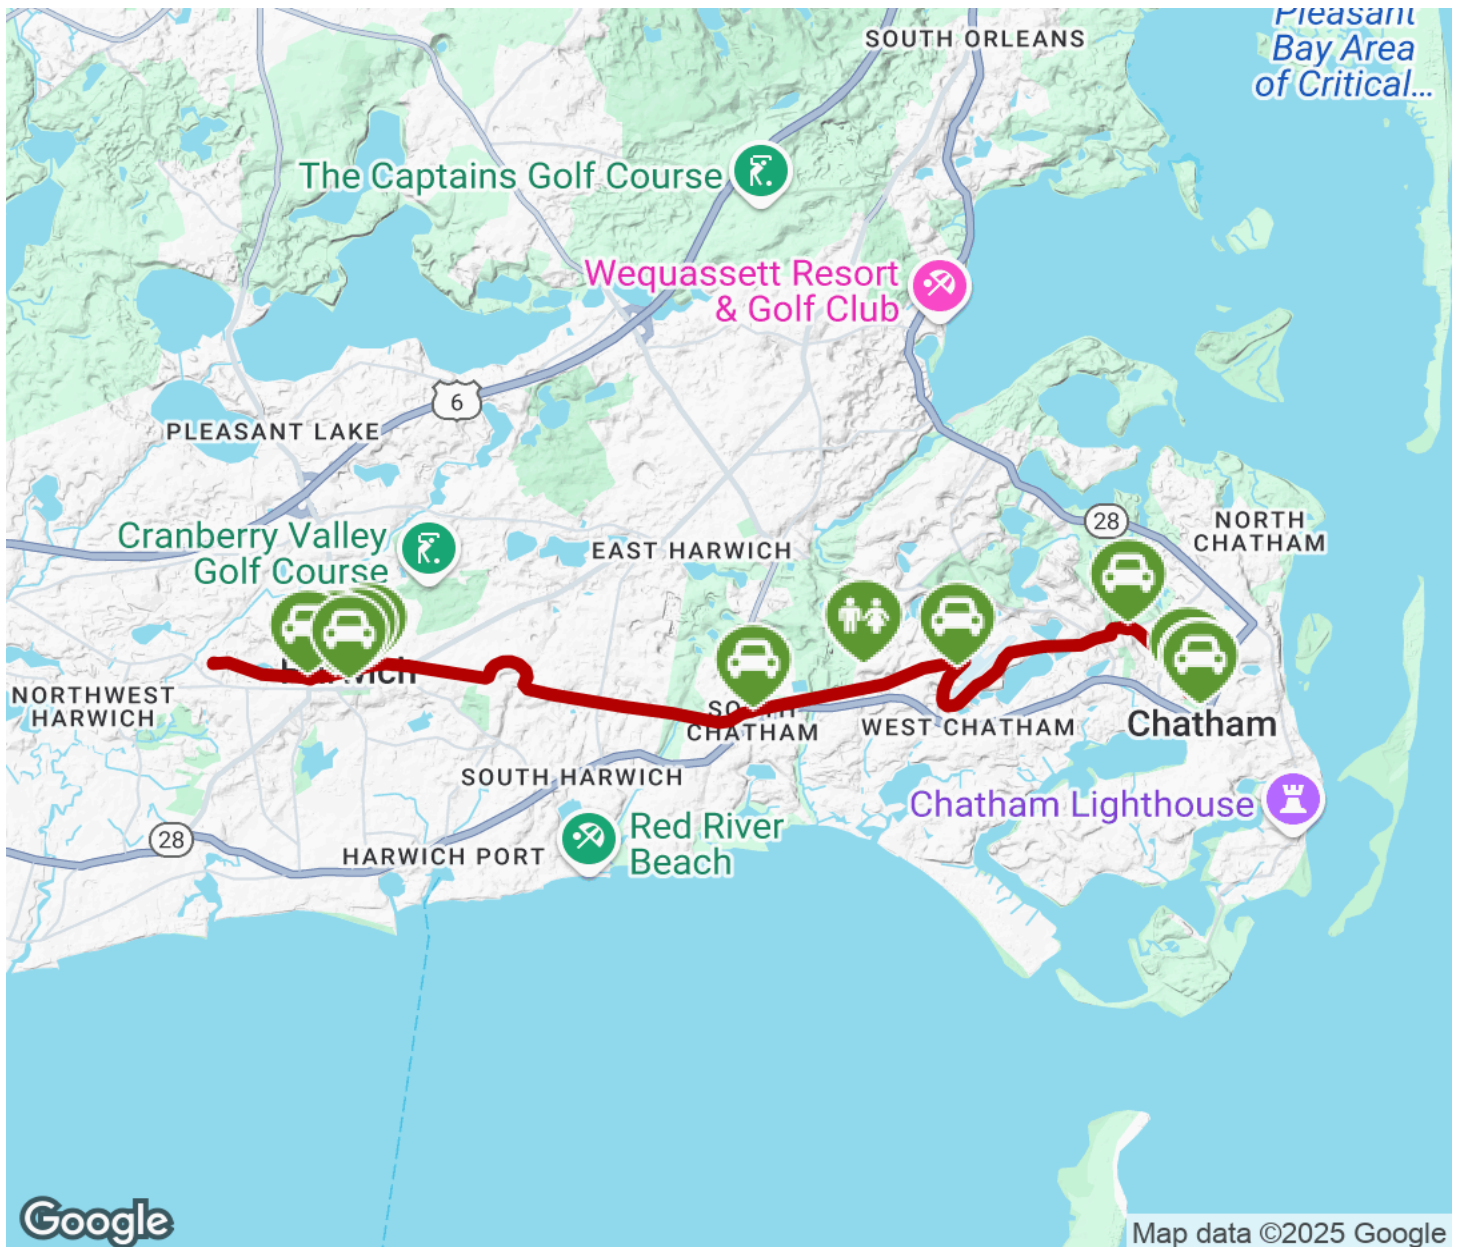 SOUTH ORLEANS
Pleasant
Bay Area
of Critical...
The Captains Golf Course
Wequassett Resort
& Golf Club
6
PLEASANT LAKE
28
NORTH
CHATHAM
Cranberry Valley
Golf Course
EAST HARWICH
Harwich
NORTHWEST
HARWICH
SOUTH
CHATHAM
WEST CHATHAM
Chatham
SOUTH HARWICH
Chatham Lighthouse
28
HARWICH PORT
Red River
Beach
Google
Map data ©2025 Google